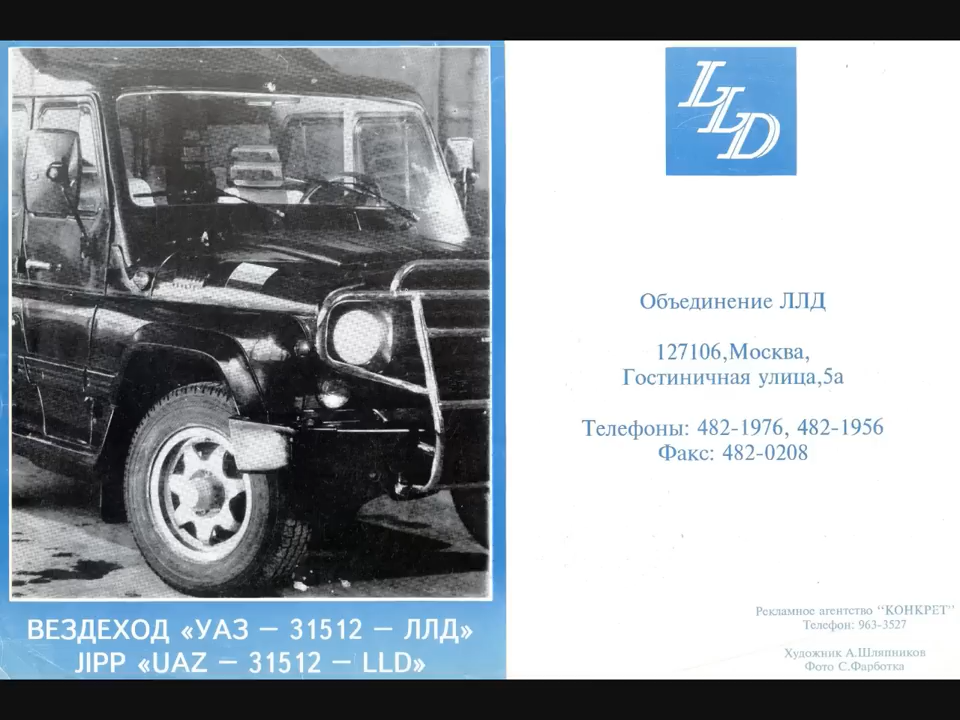 ВЕЗДЕХОД «УАЗ — 31512 — ЛЛД»
JIPP «UAZ — 31512 — LLD»
LLD
Объединение ЛЛД
127106,Москва,
Гостиничная улица,5а
Телефоны: 482-1976, 482-1956
Факс: 482-0208
Рекламное агентство “КОНКРЕТ”
Телефон: 963-3527
Художник А.Шляпников
Фото С.Фарботка